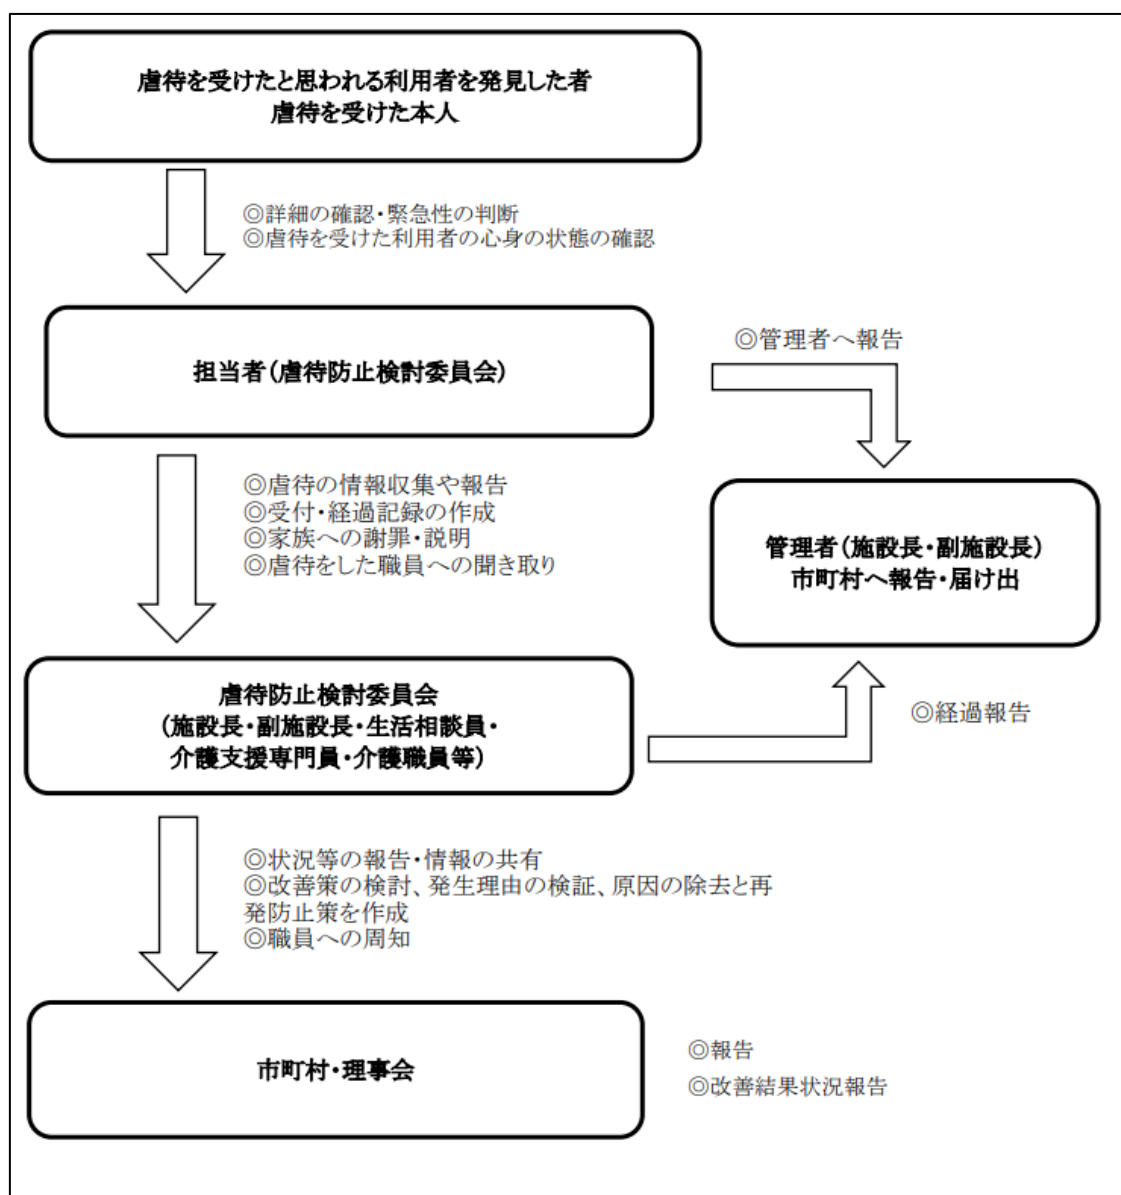 虐待を受けたと思われる利用者を発見した者
虐待を受けた本人
◎詳細の確認・緊急性の判断
◎虐待を受けた利用者の心身の状態の確認
担当者(虐待防止検討委員会)
◎管理者へ報告
◎虐待の情報収集や報告
◎受付・経過記録の作成
◎家族への謝罪・説明
◎虐待をした職員への聞き取り
管理者(施設長・副施設長)
市町村へ報告・届け出
虐待防止検討委員会
(施設長・副施設長・生活相談員・
介護支援専門員・介護職員等)
◎経過報告
◎状況等の報告・情報の共有
◎改善策の検討、発生理由の検証、原因の除去と再
発防止策を作成
◎職員への周知
市町村・理事会
◎報告
◎改善結果状況報告